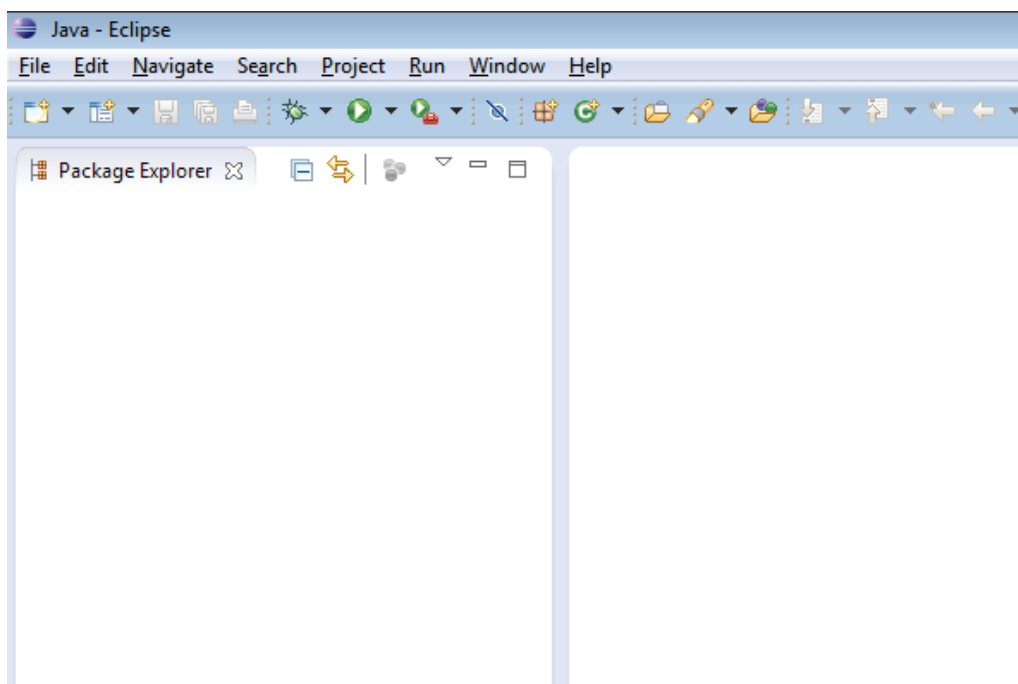 Java - Eclipse
File Edit Navigate Search Project Run Window Help
Package Explorer